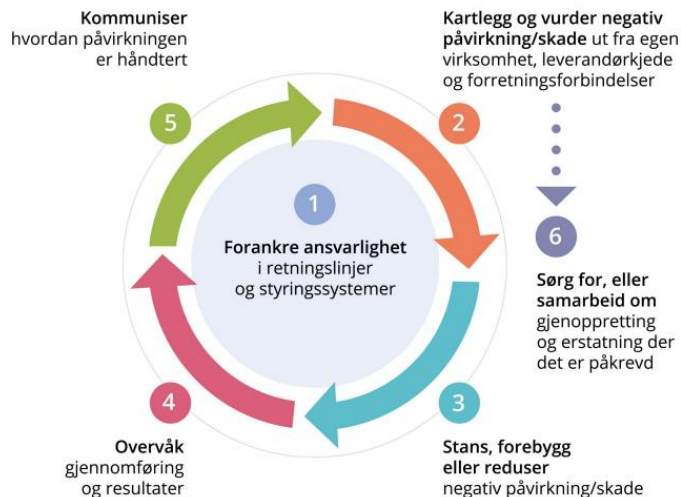 1
Forankre ansvarlighet
i retningslinjer
og styringssystemer
2
Kartlegg og vurder negativ
påvirkning/skade ut fra egen
virksomhet, leverandørkjede
og forretningsforbindelser
3
Stans, forebygg
eller reduser
negativ påvirkning/skade
4
Overvåk
gjennomføring
og resultater
5
Kommuniser
hvordan påvirkningen
er håndtert
6
Sørg for, eller
samarbeid om
gjenoppretting
og erstatning der
det er påkrevd